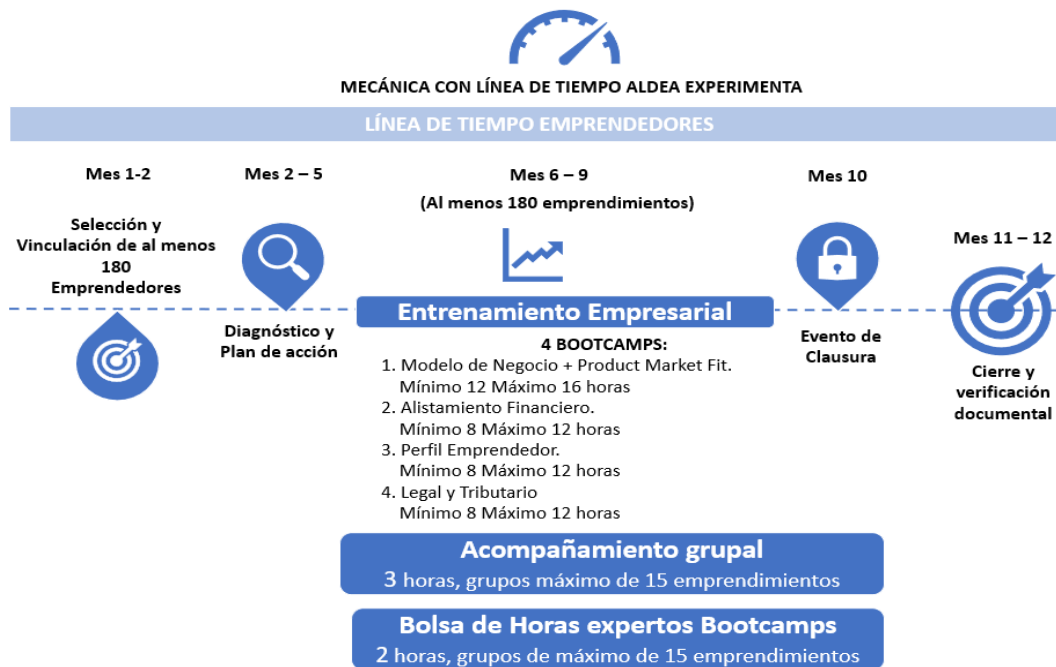 MECÁNICA CON LÍNEA DE TIEMPO ALDEA EXPERIMENTA
LÍNEA DE TIEMPO EMPRENDEDORES
Mes 1-2
Selección y
Vinculación de al menos
180
Emprendedores
Mes 2 – 5
Diagnóstico y
Plan de acción
Mes 6 – 9
(Al menos 180 emprendimientos)
Entrenamiento Empresarial
4 BOOTCAMPS:
1. Modelo de Negocio + Product Market Fit.
Mínimo 12 Máximo 16 horas
2. Alistamiento Financiero.
Mínimo 8 Máximo 12 horas
3. Perfil Emprendedor.
Mínimo 8 Máximo 12 horas
4. Legal y Tributario
Mínimo 8 Máximo 12 horas
Acompañamiento grupal
3 horas, grupos máximo de 15 emprendimientos
Bolsa de Horas expertos Bootcamps
2 horas, grupos de máximo de 15 emprendimientos
Mes 10
Evento de
Clausura
Mes 11 – 12
Cierre y
verificación
documental